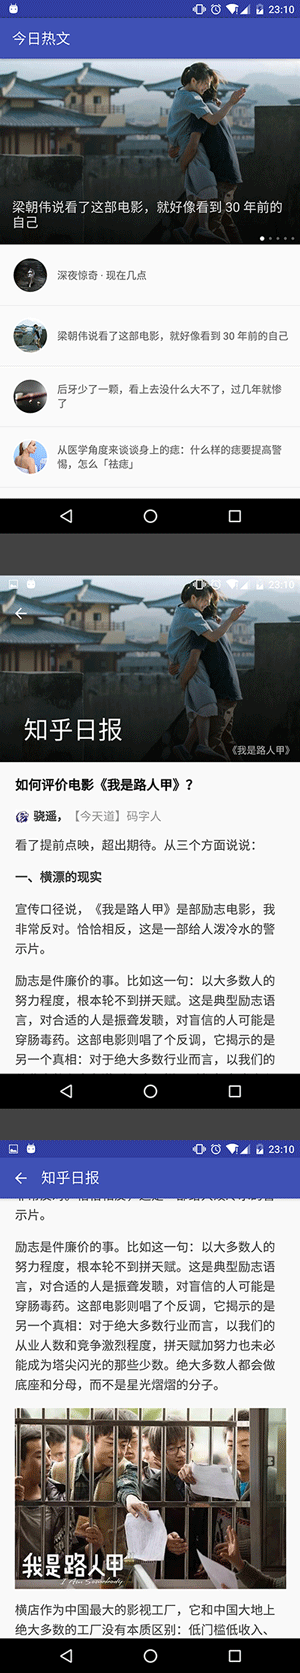 23:10
今日热文
梁朝伟说看了这部电影，就好像看到 30 年前的
自己
深夜惊奇 · 现在几点
梁朝伟说看了这部电影，就好像看到 30 年前的自己
后牙少了一颗，看上去没什么大不了，过几年就惨
了
从医学角度来谈谈身上的痣：什么样的痣要提高警
惕，怎么「祛痣」
23:10
知乎日报
《我是路人甲》
如何评价电影《我是路人甲》？
骁遥，【今天道】码字人
看了提前点映，超出期待。从三个方面说说：
一、横漂的现实
宣传口径说，《我是路人甲》是部励志电影，我
非常反对。恰恰相反，这是一部给人泼冷水的警
示片。
励志是件廉价的事。比如这一句：以大多数人的
努力程度，根本轮不到拼天赋。这是典型励志语
言，对合适的人是振聋发聩，对盲信的人可能是
穿肠毒药。这部电影则唱了个反调，它揭示的是
另一个真相：对于绝大多数行业而言，以我们的
23:10
知乎日报
示片。
励志是件廉价的事。比如这一句：以大多数人的
努力程度，根本轮不到拼天赋。这是典型励志语
言，对合适的人是振聋发聩，对盲信的人可能是
穿肠毒药。这部电影则唱了个反调，它揭示的是
另一个真相：对于绝大多数行业而言，以我们的
从业人数和竞争激烈程度，拼天赋加努力也未必
能成为塔尖闪光的那些少数。绝大多数人都会做
底座和分母，而不是星光熠熠的分子。
我是路人甲
I Am Somebody
横店作为中国最大的影视工厂，它和中国大地上
绝大多数的工厂没有本质区别：低门槛低收入、